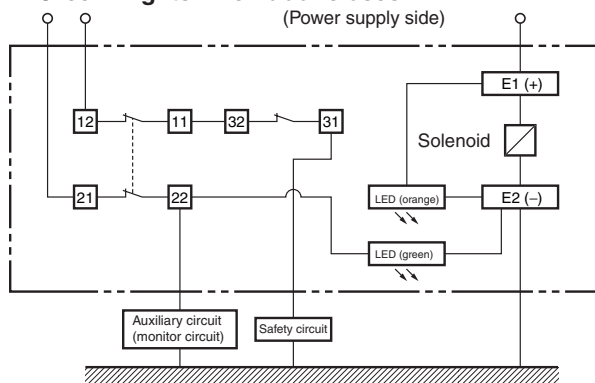 (Power supply side)
E1 (+)
12
11
32
31
Solenoid
21
22
LED (orange)
E2 (–)
LED (green)
Auxiliary circuit
(monitor circuit)
Safety circuit